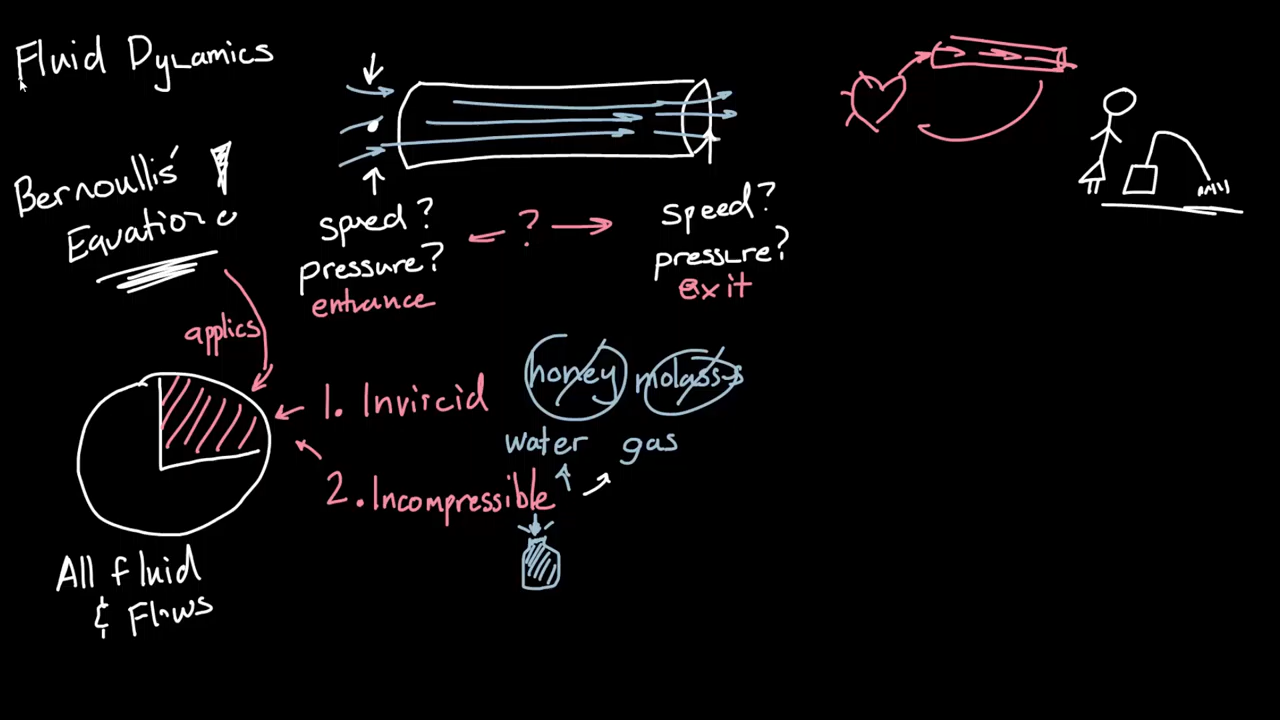 Fluid Dynamics
Bernoullis'
Equation
speed?
pressure?
entrance
?
speed?
pressure?
exit
applies
1. Inviscid
honey molasses
water gas
2. Incompressible
All fluid
& Flows